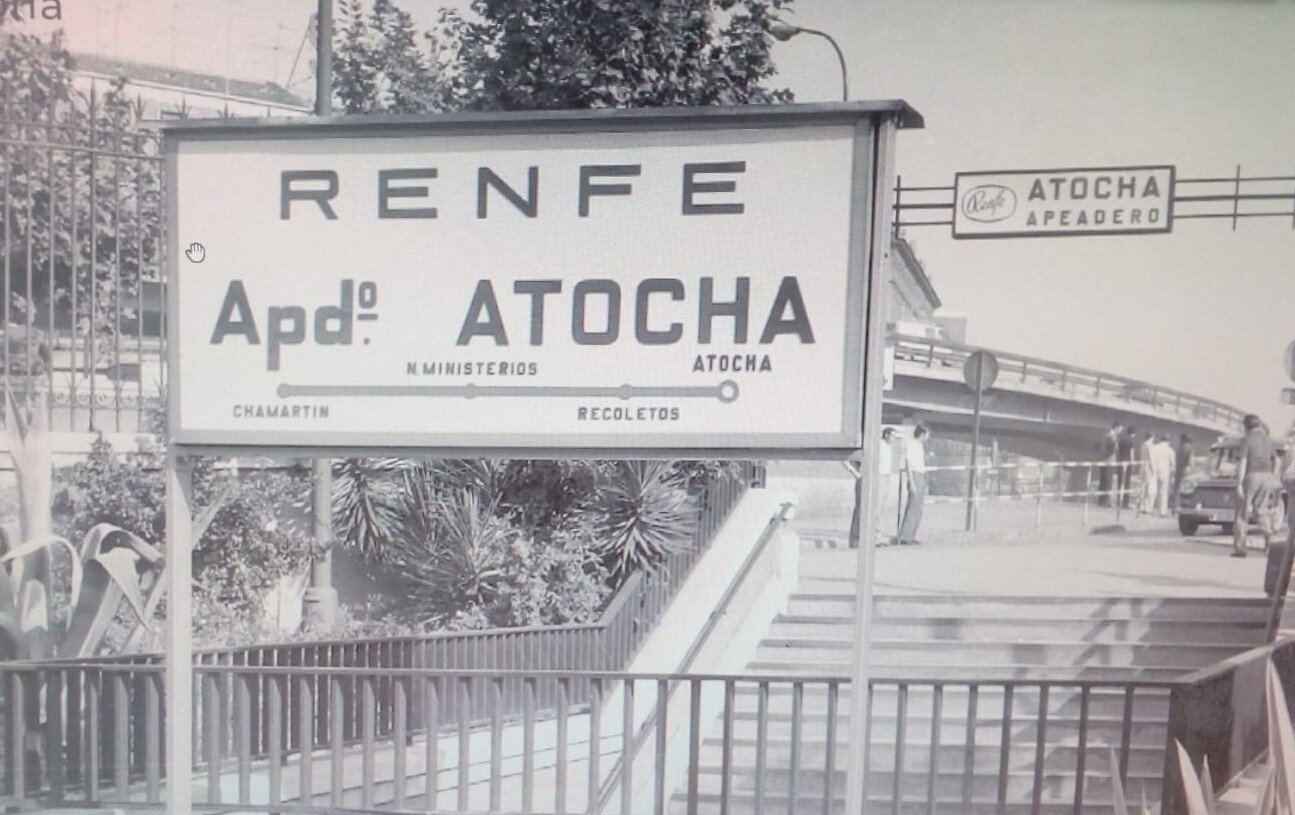 RENFE
Apdº. ATOCHA
N.MINISTERIOS ATOCHA
CHAMARTIN RECOLETOS
Renfe ATOCHA
APEADERO